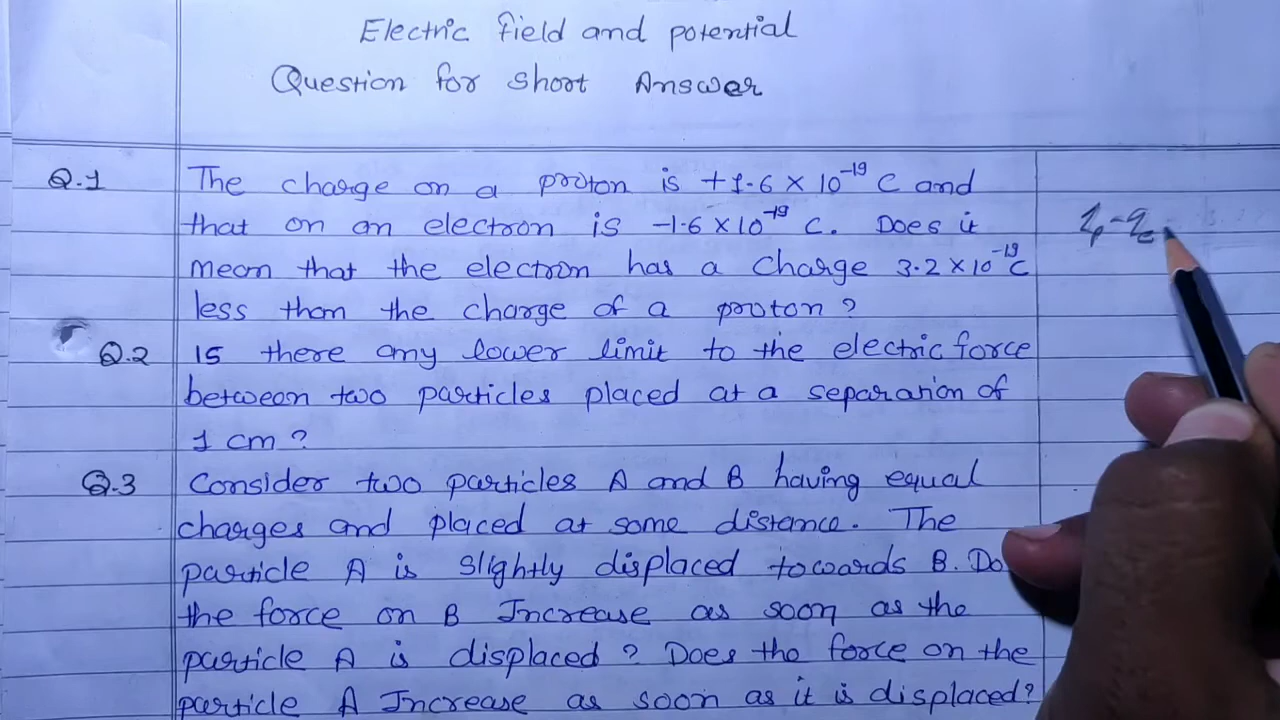 Electric field and potential
Question for short Answer
Q.1 The charge on a proton is +1.6 × 10⁻¹⁹ C and
that on an electron is -1.6 × 10⁻¹⁹ C. Does it
mean that the electron has a charge 3.2 × 10⁻¹⁹ C
less than the charge of a proton?
qₚ - qₑ
Q.2 Is there any lower limit to the electric force
between two particles placed at a separation of
1 cm?
Q.3 Consider two particles A and B having equal
charges and placed at some distance. The
particle A is slightly displaced towards B. Do
the force on B Increase as soon as the
particle A is displaced? Does the force on the
particle A Increase as soon as it is displaced?